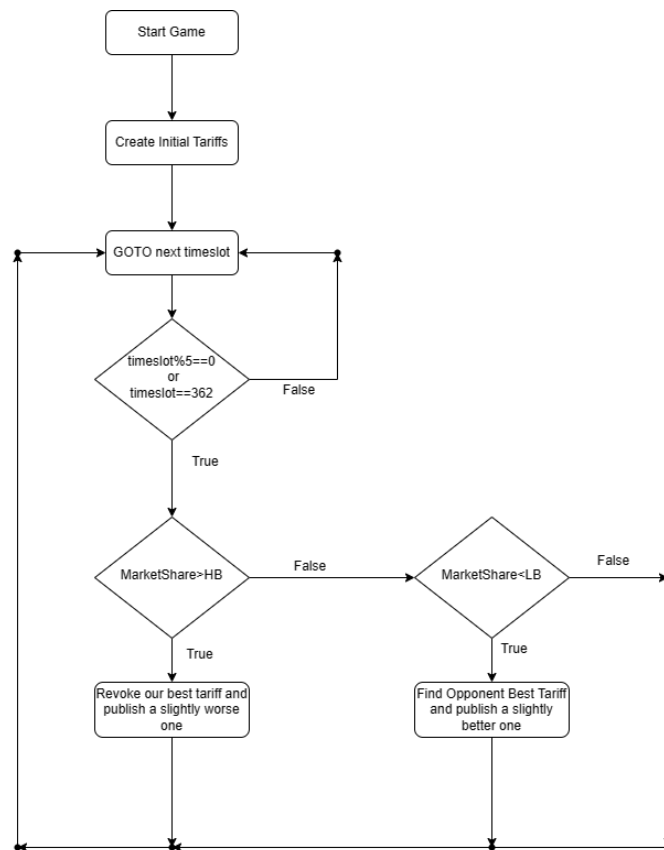 Start Game
Create Initial Tariffs
GOTO next timeslot
timeslot%5==0
or
timeslot==362
False
True
MarketShare>HB
False
MarketShare<LB
False
True
True
Revoke our best tariff and
publish a slightly worse
one
Find Opponent Best Tariff
and publish a slightly
better one